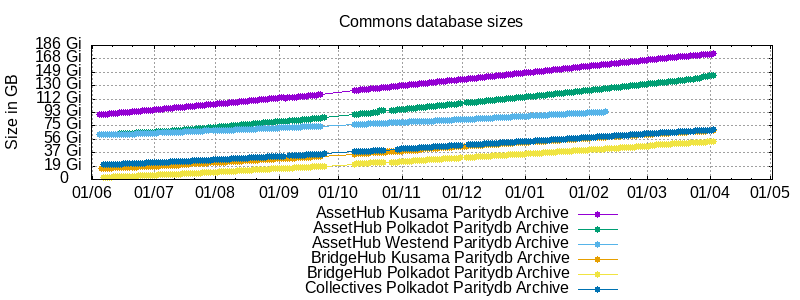 Commons database sizes
Size in GB
186 Gi
168 Gi
149 Gi
130 Gi
112 Gi
93 Gi
75 Gi
56 Gi
37 Gi
19 Gi
0
01/06 01/07 01/08 01/09 01/10 01/11 01/12 01/01 01/02 01/03 01/04 01/05
AssetHub Kusama Paritydb Archive
AssetHub Polkadot Paritydb Archive
AssetHub Westend Paritydb Archive
BridgeHub Kusama Paritydb Archive
BridgeHub Polkadot Paritydb Archive
Collectives Polkadot Paritydb Archive